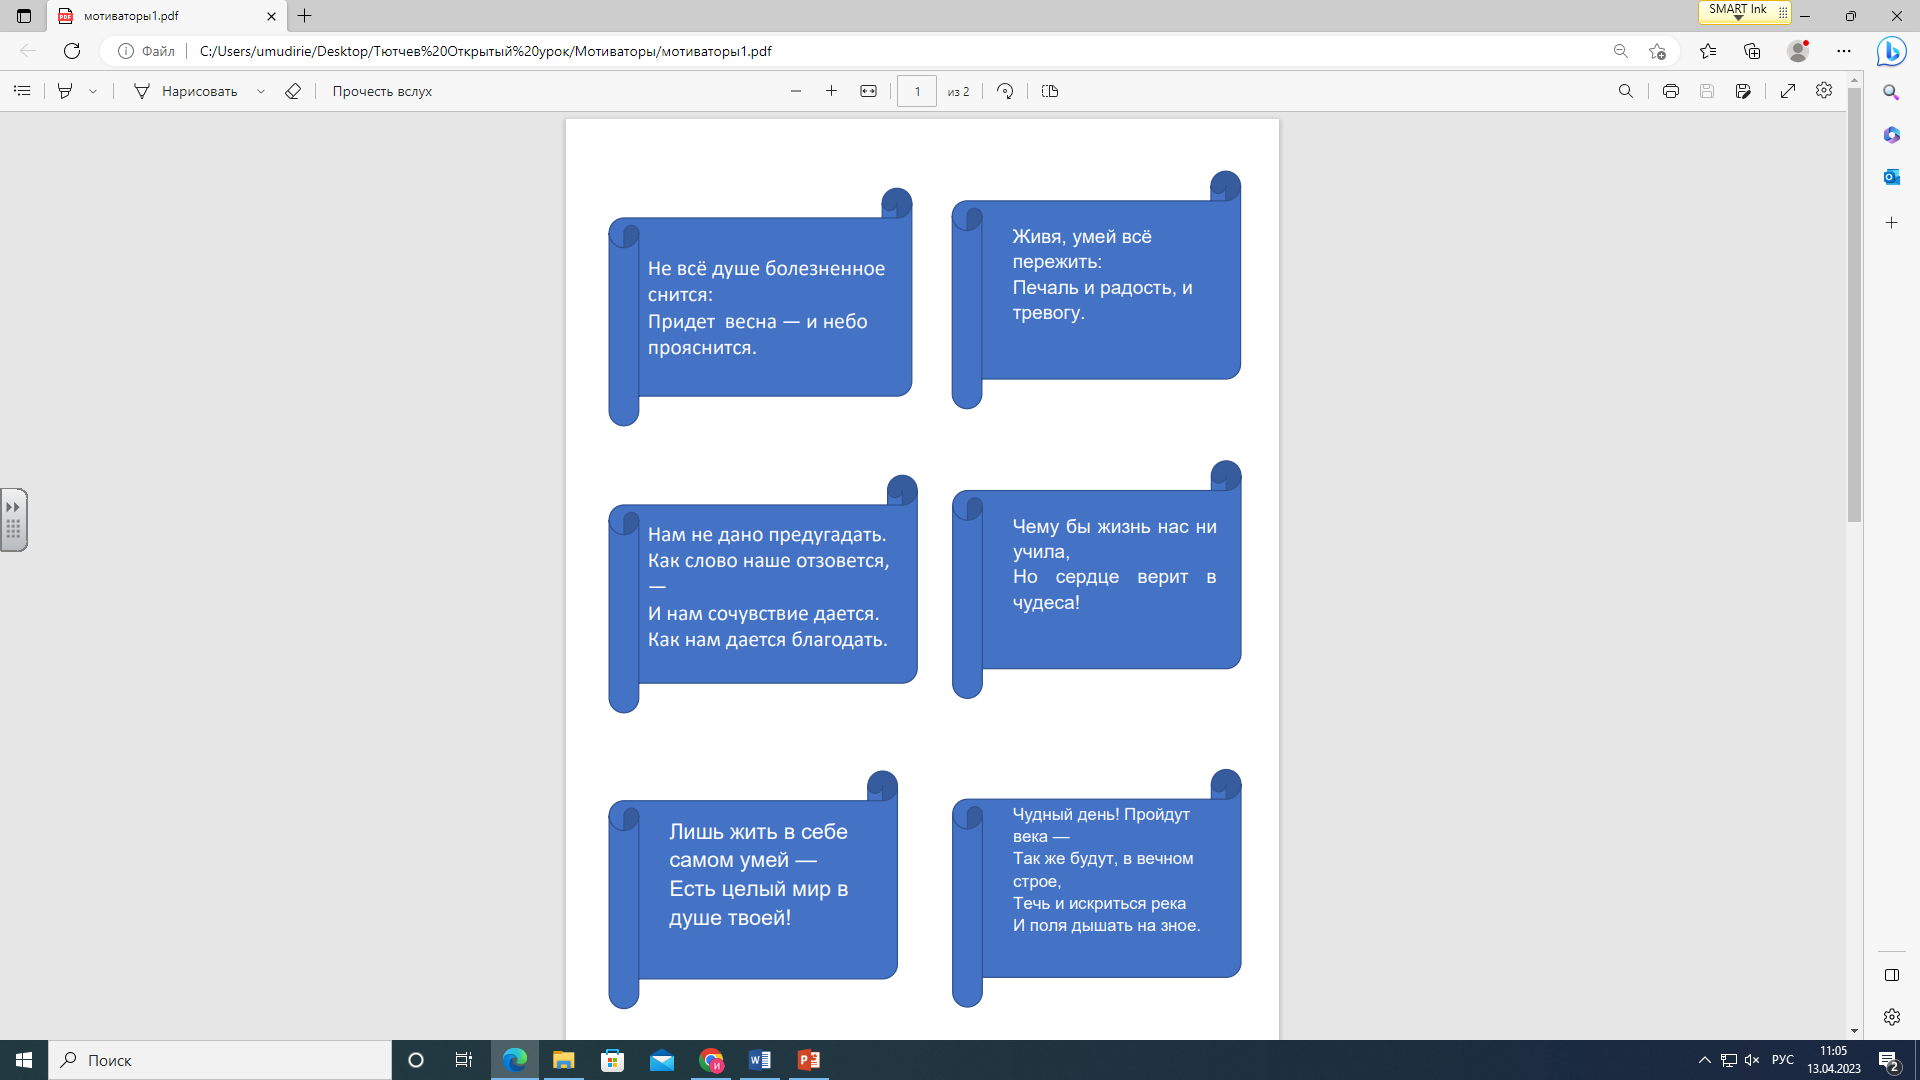 мотиваторы1.pdf
SMART Ink
Файл
C:/Users/umudirie/Desktop/Тютчев%20Открытый%20урок/Мотиваторы/мотиваторы1.pdf
Нарисовать
Прочесть вслух
1
из 2
Не всё душе болезненное
снится:
Придет весна — и небо
прояснится.
Живя, умей всё
пережить:
Печаль и радость, и
тревогу.
Нам не дано предугадать.
Как слово наше отзовется,
—
И нам сочувствие дается.
Как нам дается благодать.
Чему бы жизнь нас ни
учила,
Но сердце верит в
чудеса!
Лишь жить в себе
самом умей —
Есть целый мир в
душе твоей!
Чудный день! Пройдут
века —
Так же будут, в вечном
строе,
Течь и искриться река
И поля дышать на зное.
Поиск
РУС
11:05
13.04.2023
2